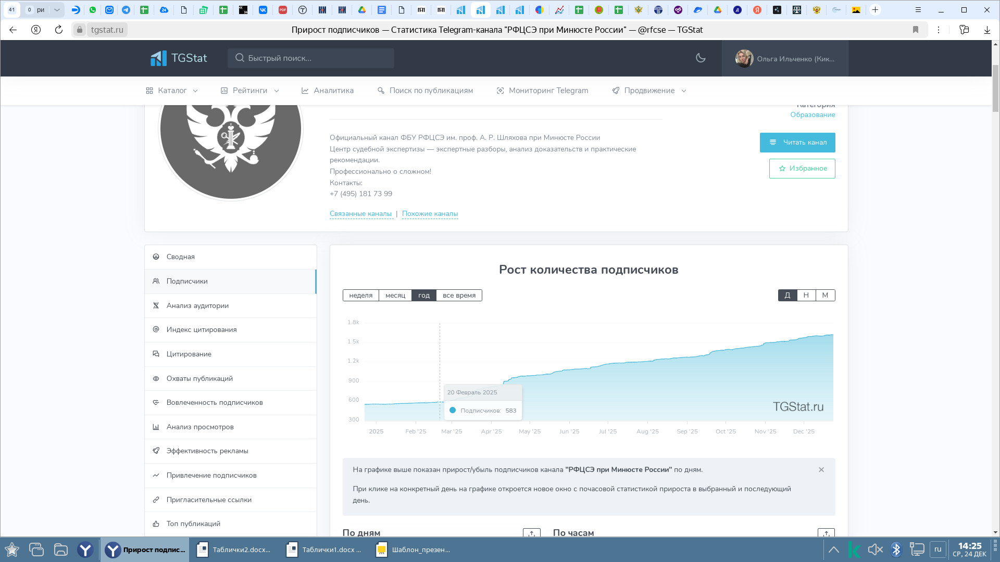 41
0 ри
tgstat.ru
Прирост подписчиков — Статистика Telegram-канала "РФЦСЭ при Минюсте России" — @rfcse — TGStat
TGStat
Быстрый поиск...
Ольга Ильченко (Кик...
Каталог
Рейтинги
Аналитика
Поиск по публикациям
Мониторинг Telegram
Продвижение
Категория
Образование
Официальный канал ФБУ РФЦСЭ им. проф. А. Р. Шляхова при Минюсте России
Центр судебной экспертизы — экспертные разборы, анализ доказательств и практические
рекомендации.
Профессионально о сложном!
Контакты:
+7 (495) 181 73 99
Читать канал
Избранное
Связанные каналы | Похожие каналы
Сводная
Подписчики
Анализ аудитории
Индекс цитирования
Цитирование
Охваты публикаций
Вовлеченность подписчиков
Анализ просмотров
Эффективность рекламы
Привлечение подписчиков
Пригласительные ссылки
Топ публикаций
Рост количества подписчиков
неделя месяц год все время
Д Н М
1.8k
1.5k
1.2k
900
600
300
20 Февраль 2025
Подписчиков: 583
TGStat.ru
2025 Feb '25 Mar '25 Apr '25 May '25 Jun '25 Jul '25 Aug '25 Sep '25 Oct '25 Nov '25 Dec '25
На графике выше показан прирост/убыль подписчиков канала "РФЦСЭ при Минюсте России" по дням.
При клике на конкретный день на графике откроется новое окно с почасовой статистикой прироста в выбранный и последующий
день.
По дням
По часам
Прирост подпис...
Таблички2.docx...
Таблички1.docx ...
Шаблон_презен...
ru
14:25
СР, 24 ДЕК